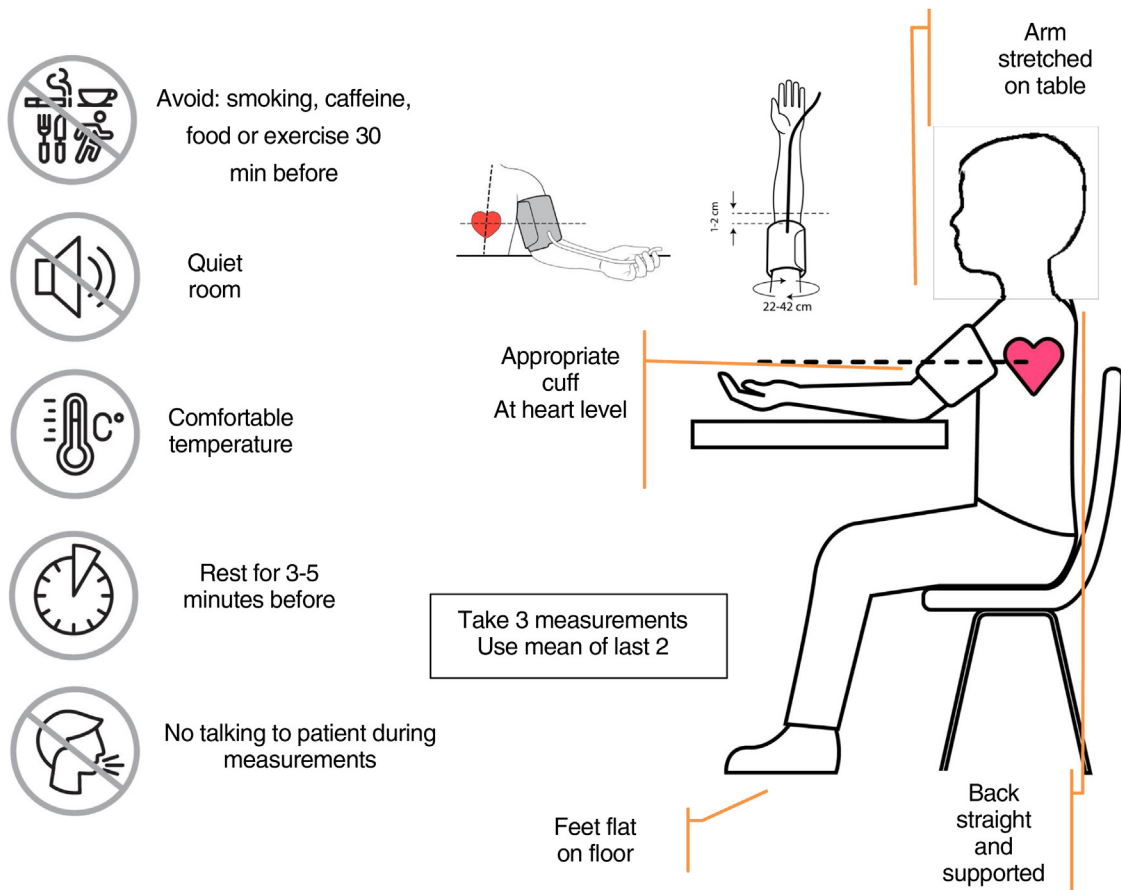 Avoid: smoking, caffeine,
food or exercise 30
min before
Quiet
room
C°
Comfortable
temperature
Rest for 3-5
minutes before
No talking to patient during
measurements
1-2 cm
22-42 cm
Arm
stretched
on table
Appropriate
cuff
At heart level
Take 3 measurements
Use mean of last 2
Feet flat
on floor
Back
straight
and
supported